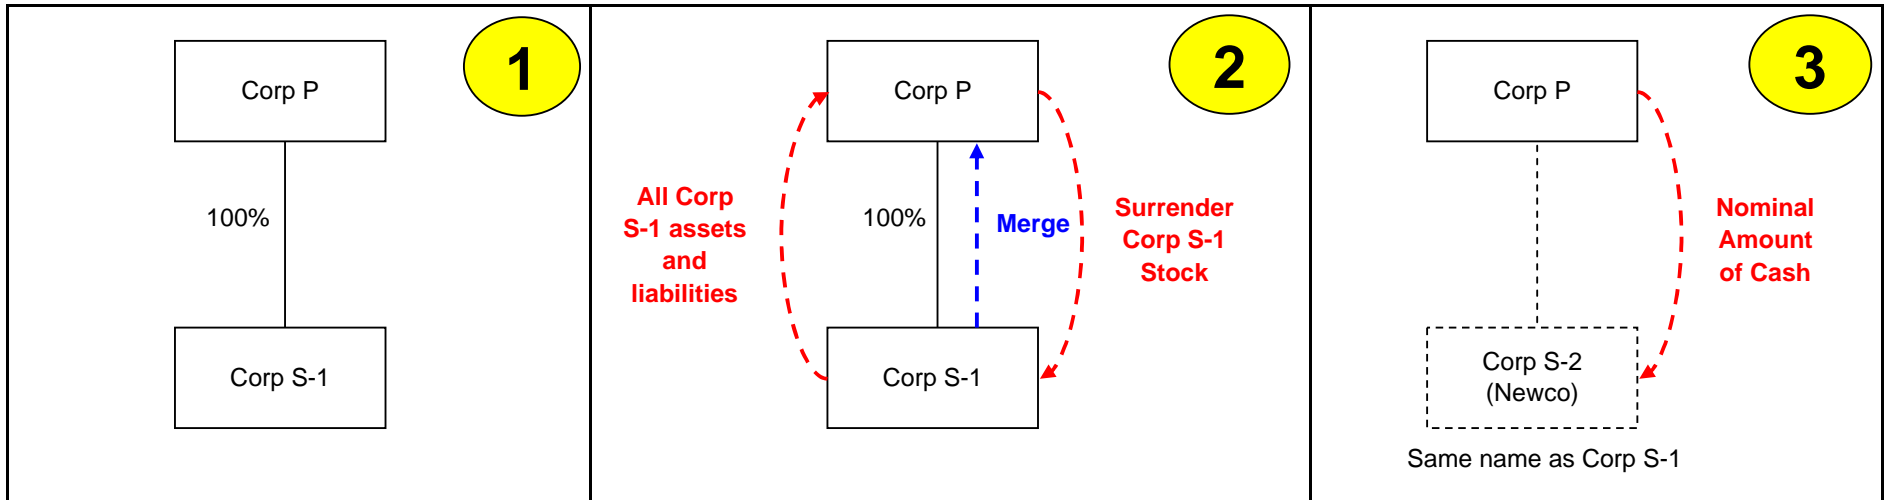 1
Corp P
100%
Corp S-1
2
Corp P
All Corp
S-1 assets
and
liabilities
100%
Merge
Surrender
Corp S-1
Stock
Corp S-1
3
Corp P
Nominal
Amount
of Cash
Corp S-2
(Newco)
Same name as Corp S-1